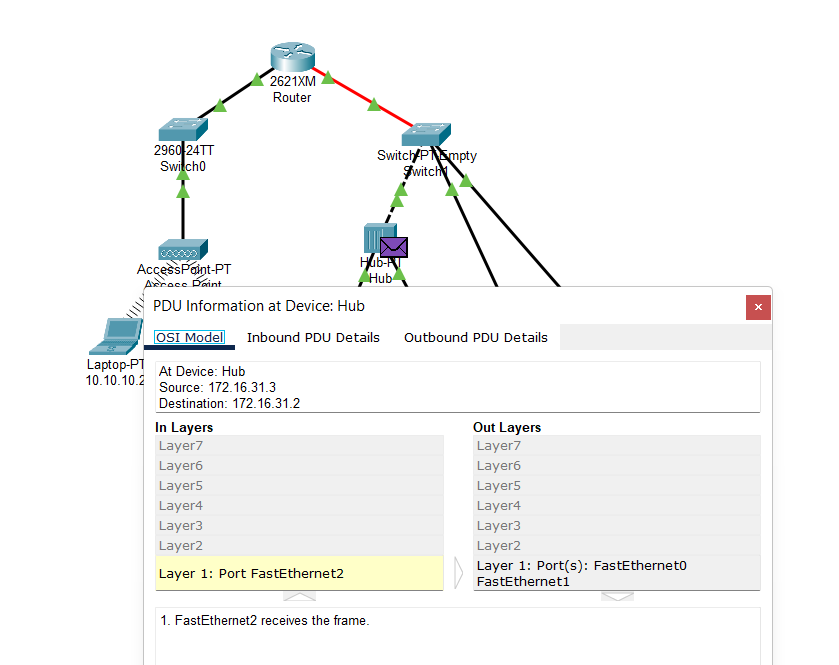 2621XM
Router
2960-24TT
Switch0
Switch-PT-Empty
Switch1
Hub-PT
Hub
AccessPoint-PT
Access Point
Laptop-PT
10.10.10.2
PDU Information at Device: Hub
OSI Model Inbound PDU Details Outbound PDU Details
At Device: Hub
Source: 172.16.31.3
Destination: 172.16.31.2
In Layers Out Layers
Layer7 Layer7
Layer6 Layer6
Layer5 Layer5
Layer4 Layer4
Layer3 Layer3
Layer2 Layer2
Layer 1: Port FastEthernet2 Layer 1: Port(s): FastEthernet0
FastEthernet1
1. FastEthernet2 receives the frame.